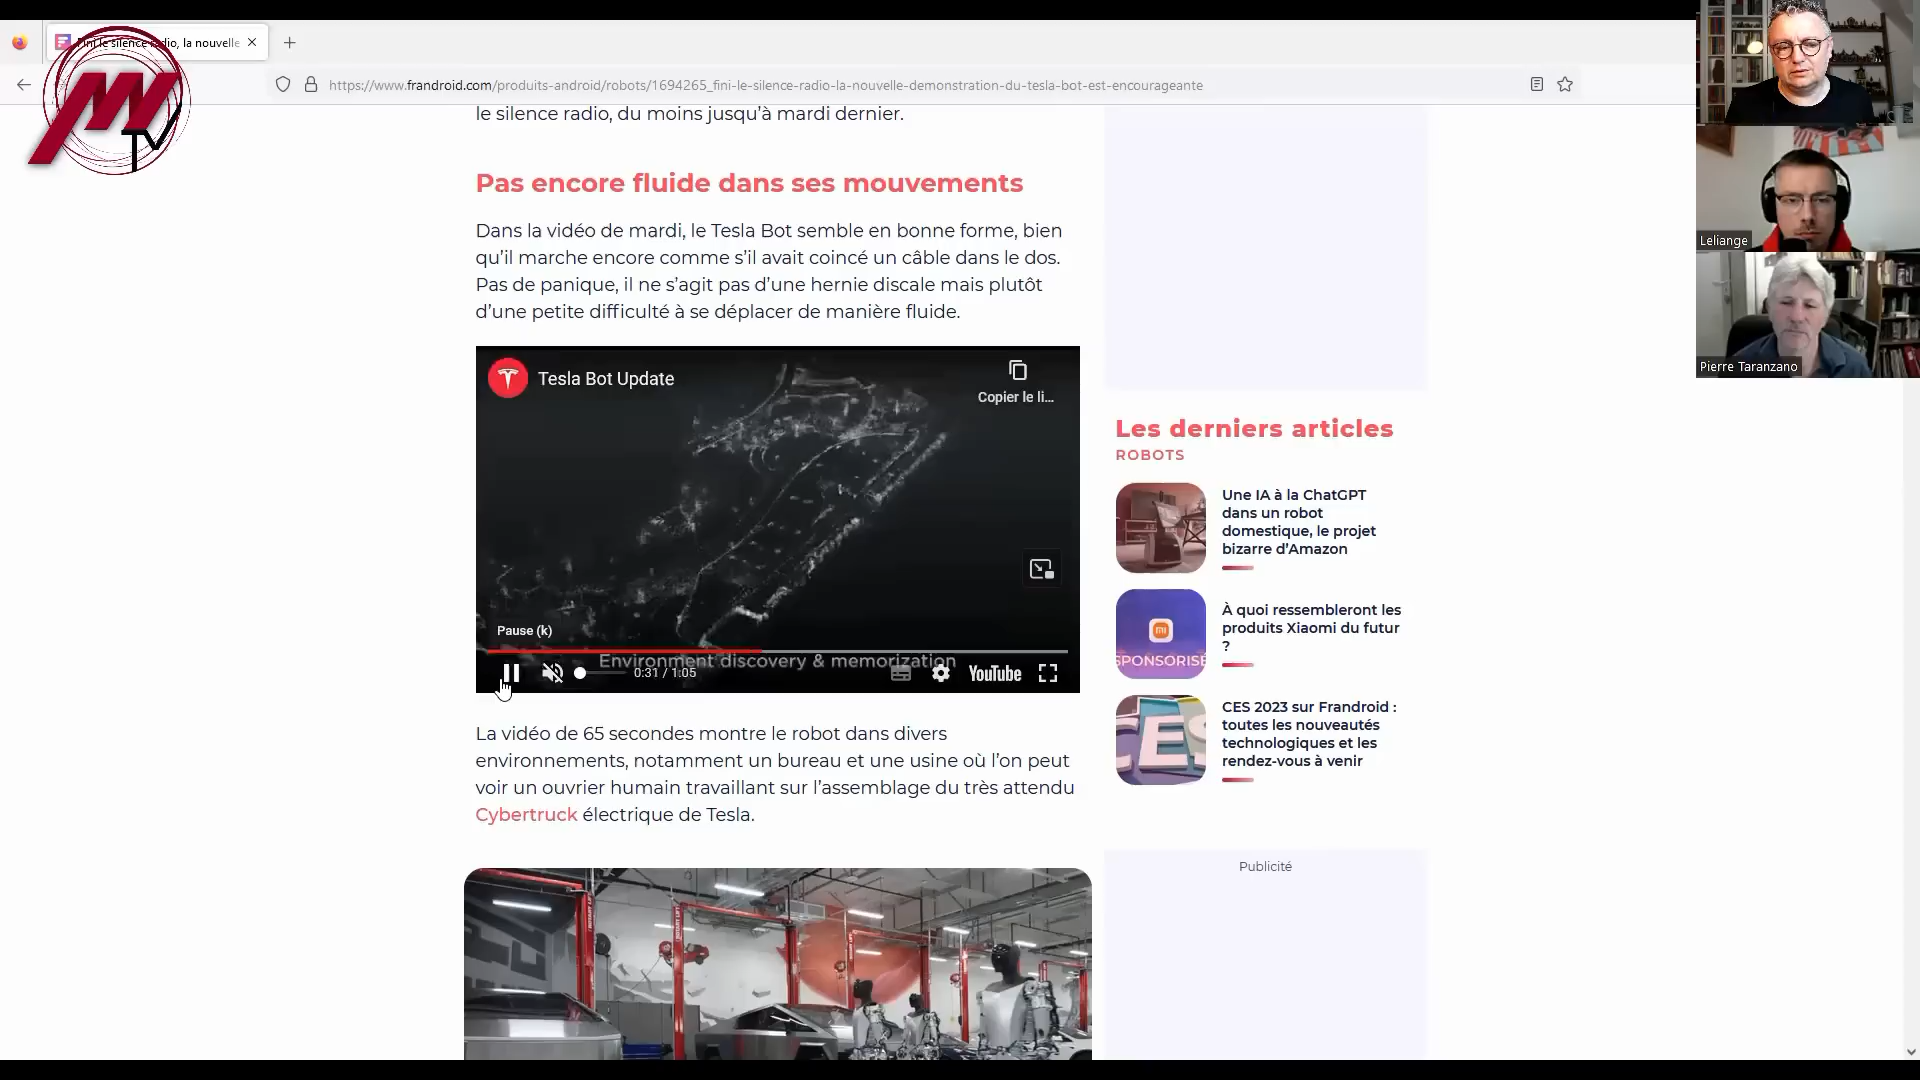 Fini le silence radio, la nouvelle
https://www.frandroid.com/produits-android/robots/1694265_fini-le-silence-radio-la-nouvelle-demonstration-du-tesla-bot-est-encourageante
TV
le silence radio, du moins jusqu’à mardi dernier.
Pas encore fluide dans ses mouvements
Dans la vidéo de mardi, le Tesla Bot semble en bonne forme, bien
qu’il marche encore comme s’il avait coincé un câble dans le dos.
Pas de panique, il ne s’agit pas d’une hernie discale mais plutôt
d’une petite difficulté à se déplacer de manière fluide.
Tesla Bot Update
Copier le li...
Pause (k)
Environment discovery & memorization
0:31 / 1:05
YouTube
La vidéo de 65 secondes montre le robot dans divers
environnements, notamment un bureau et une usine où l’on peut
voir un ouvrier humain travaillant sur l’assemblage du très attendu
Cybertruck électrique de Tesla.
Les derniers articles
ROBOTS
Une IA à la ChatGPT
dans un robot
domestique, le projet
bizarre d’Amazon
À quoi ressembleront les
produits Xiaomi du futur
?
SPONSORISÉ
CES 2023 sur Frandroid :
toutes les nouveautés
technologiques et les
rendez-vous à venir
CES
Publicité
Leliange
Pierre Taranzano